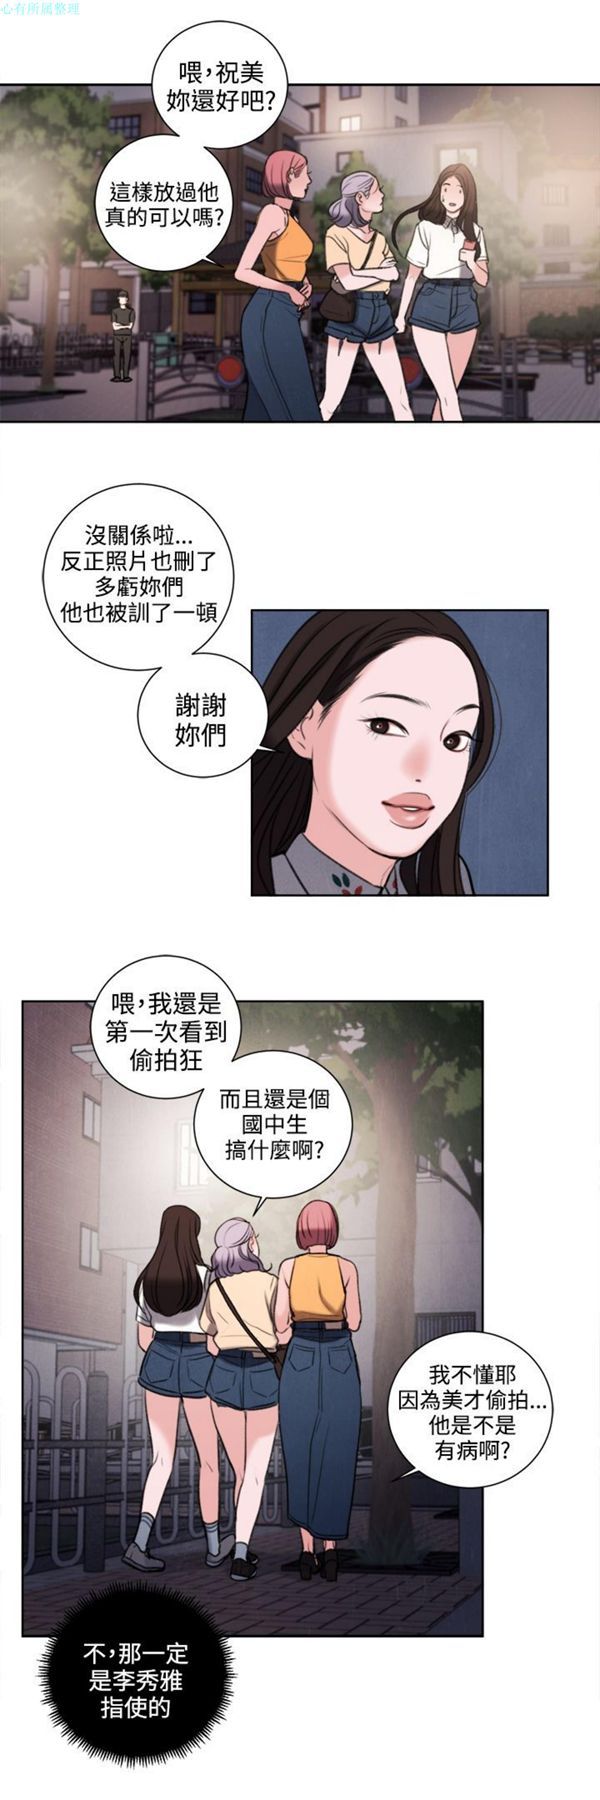 心有所属整理
喂，祝美
妳還好吧?
這樣放過他
真的可以嗎?
沒關係啦...
反正照片也刪了
多虧妳們
他也被訓了一頓
謝謝
妳們
喂，我還是
第一次看到
偷拍狂
而且還是個
國中生
搞什麼啊?
我不懂耶
因為美才偷拍...
他是不是
有病啊?
不，那一定
是李秀雅
指使的